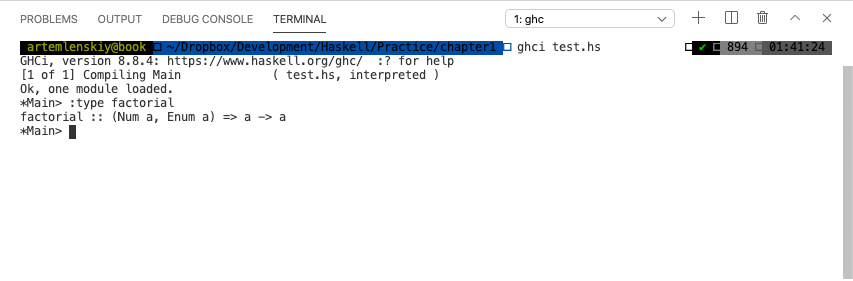 PROBLEMS OUTPUT DEBUG CONSOLE TERMINAL 1: ghc
artemlenskiy@book ~/Dropbox/Development/Haskell/Practice/chapter1 ghci test.hs ✔ 894 01:41:24
GHCi, version 8.8.4: https://www.haskell.org/ghc/  :? for help
[1 of 1] Compiling Main             ( test.hs, interpreted )
Ok, one module loaded.
*Main> :type factorial
factorial :: (Num a, Enum a) => a -> a
*Main>